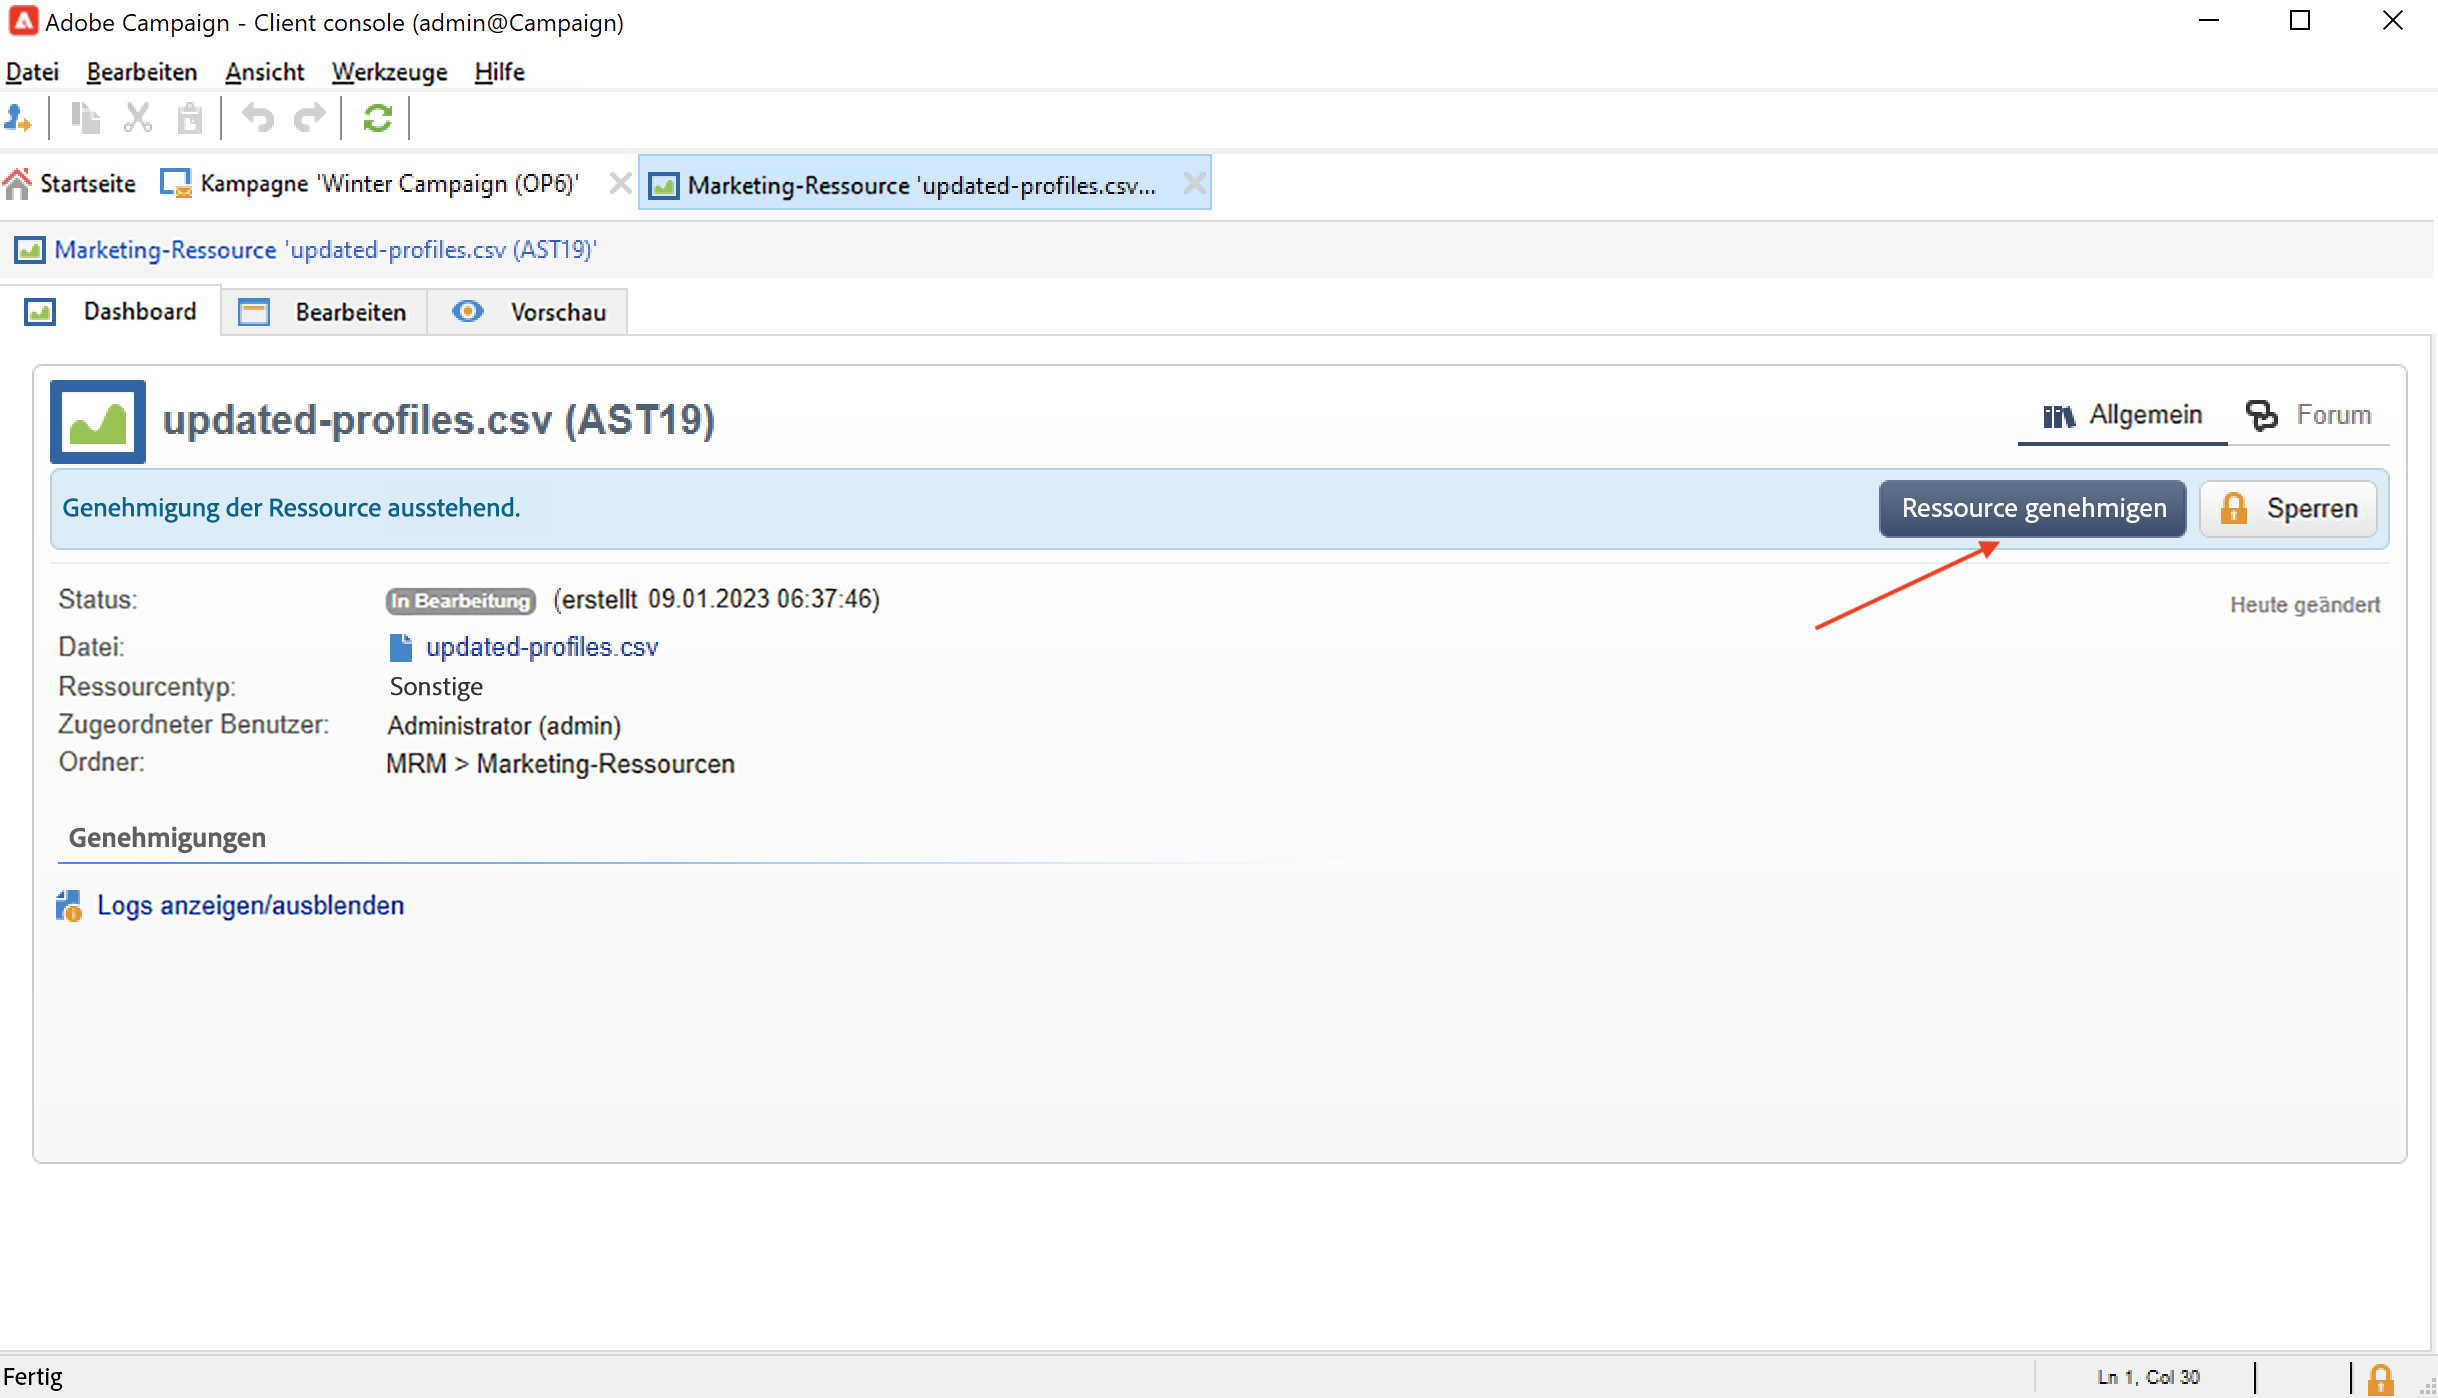 Adobe Campaign - Client console (admin@Campaign)
Datei Bearbeiten Ansicht Werkzeuge Hilfe
Startseite Kampagne 'Winter Campaign (OP6)' Marketing-Ressource 'updated-profiles.csv...
Marketing-Ressource 'updated-profiles.csv (AST19)'
Dashboard Bearbeiten Vorschau
updated-profiles.csv (AST19) Allgemein Forum
Genehmigung der Ressource ausstehend. Ressource genehmigen Sperren
Status: In Bearbeitung (erstellt 09.01.2023 06:37:46) Heute geändert
Datei: updated-profiles.csv
Ressourcentyp: Sonstige
Zugeordneter Benutzer: Administrator (admin)
Ordner: MRM > Marketing-Ressourcen
Genehmigungen
Logs anzeigen/ausblenden
Fertig Ln 1, Col 30